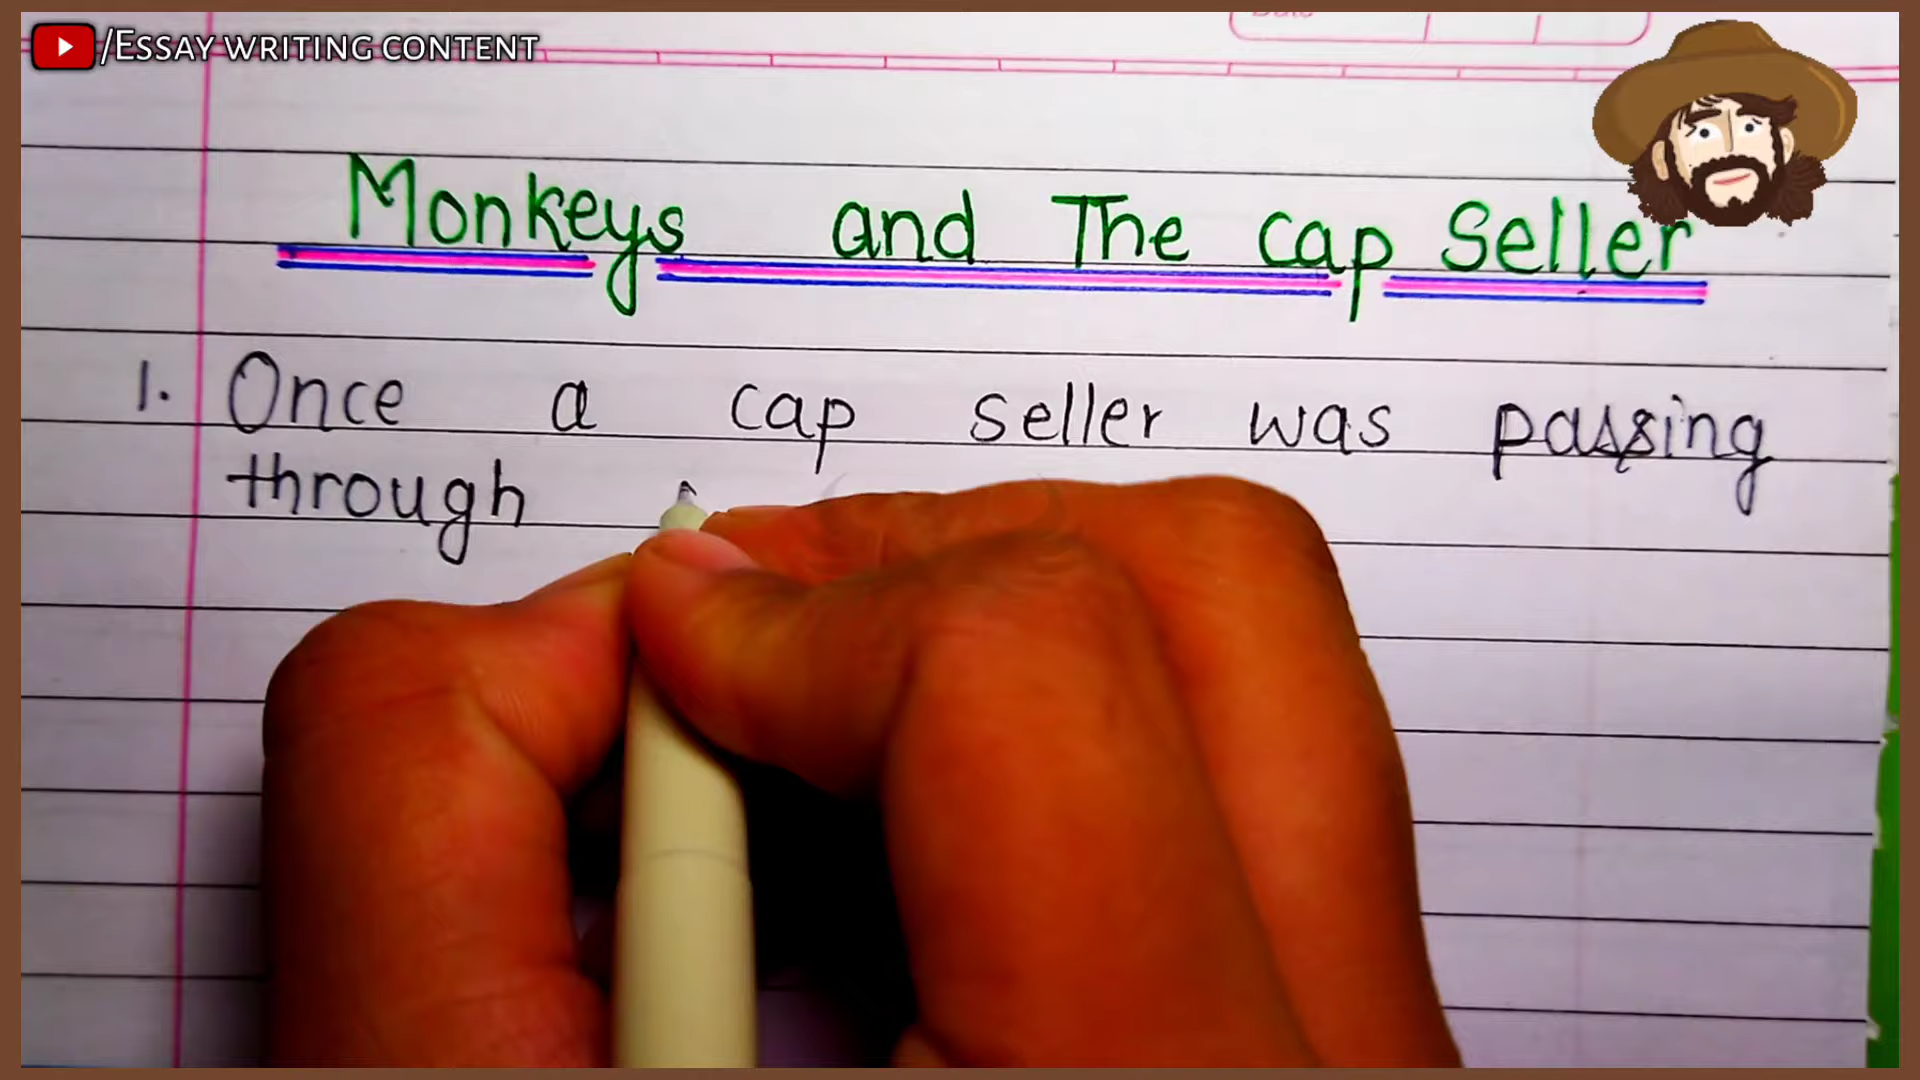 /ESSAY WRITING CONTENT
Monkeys and The cap Seller
1. Once a cap seller was passing
through